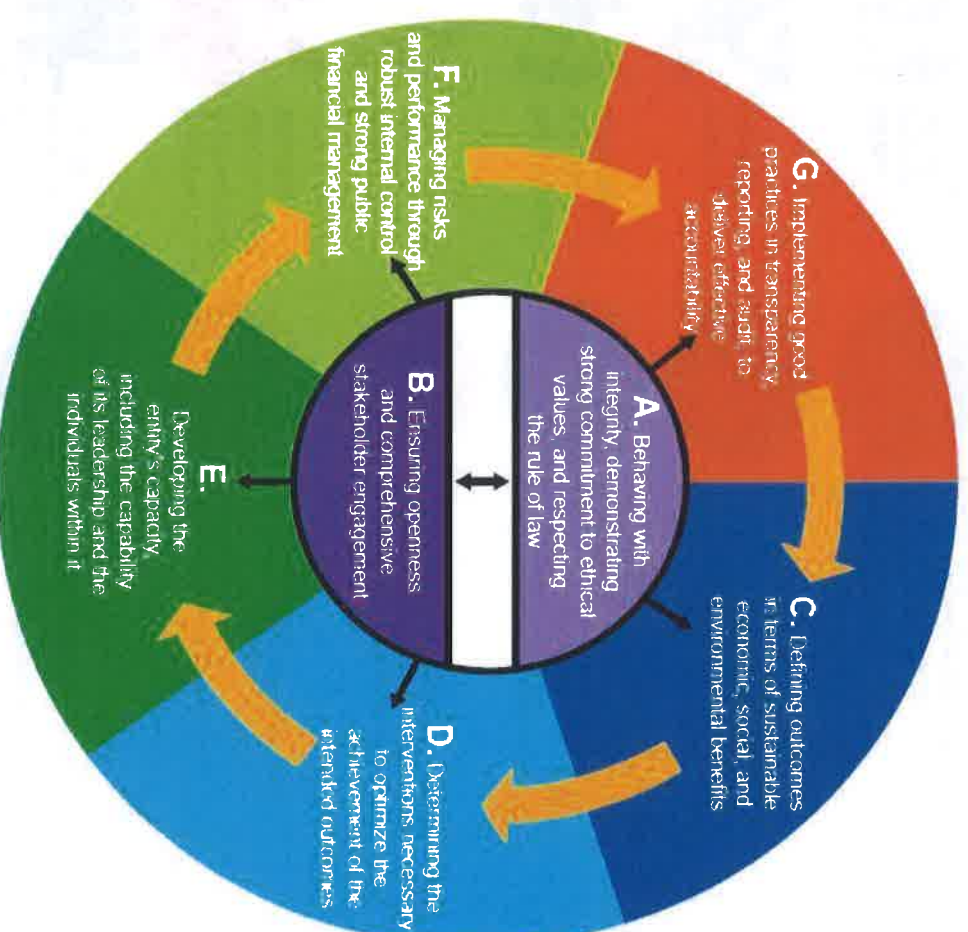 A. Behaving with
integrity, demonstrating
strong commitment to ethical
values, and respecting
the rule of law
B. Ensuring openness
and comprehensive
stakeholder engagement
C. Defining outcomes
in terms of sustainable
economic, social, and
environmental benefits
D. Determining the
interventions necessary
to optimize the
achievement of the
intended outcomes
E.
Developing the
entity's capacity,
including the capability
of its leadership and the
individuals within it
F. Managing risks
and performance through
robust internal control
and strong public
financial management
G. Implementing good
practices in transparency,
reporting, and audit, to
deliver effective
accountability